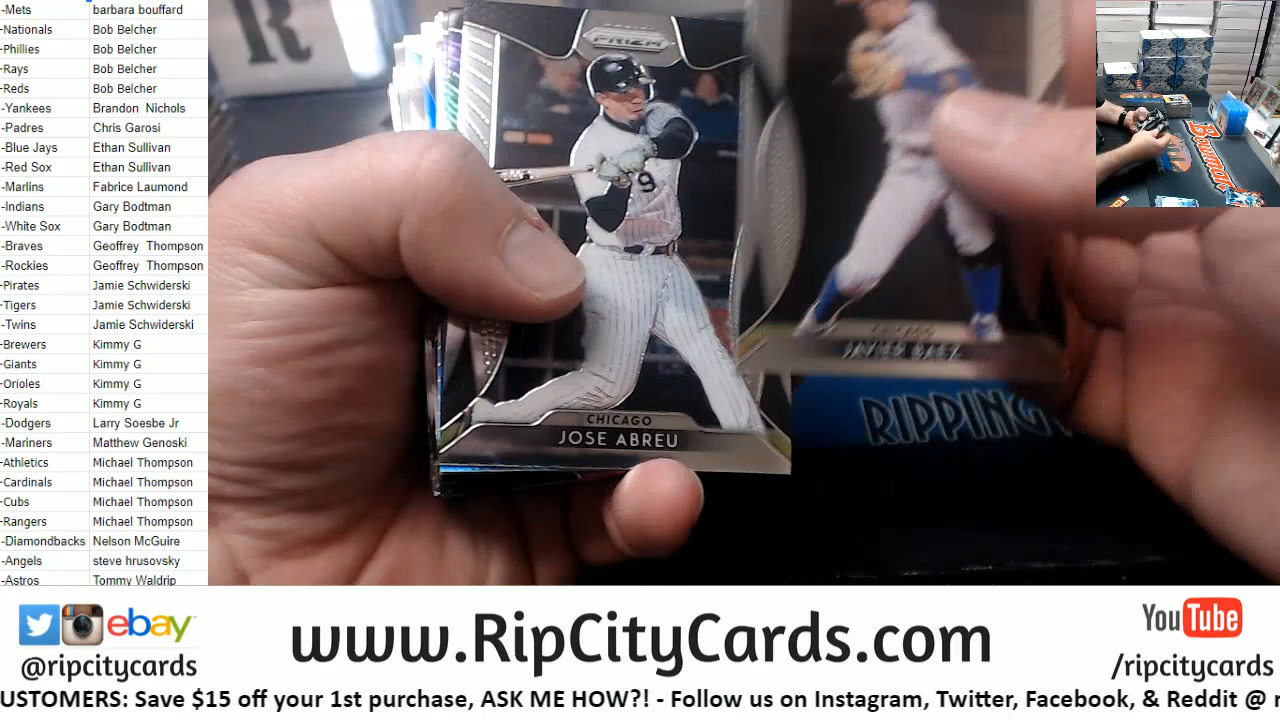 -Mets barbara bouffard
-Nationals Bob Belcher
-Phillies Bob Belcher
-Rays Bob Belcher
-Reds Bob Belcher
-Yankees Brandon Nichols
-Padres Chris Garosi
-Blue Jays Ethan Sullivan
-Red Sox Ethan Sullivan
-Marlins Fabrice Laumond
-Indians Gary Bodtman
-White Sox Gary Bodtman
-Braves Geoffrey Thompson
-Rockies Geoffrey Thompson
-Pirates Jamie Schwiderski
-Tigers Jamie Schwiderski
-Twins Jamie Schwiderski
-Brewers Kimmy G
-Giants Kimmy G
-Orioles Kimmy G
-Royals Kimmy G
-Dodgers Larry Soesbe Jr
-Mariners Matthew Genoski
-Athletics Michael Thompson
-Cardinals Michael Thompson
-Cubs Michael Thompson
-Rangers Michael Thompson
-Diamondbacks Nelson McGuire
-Angels steve hrusovsky
-Astros Tommy Waldrip
R
PRIZM
9
CHICAGO
JOSE ABREU
CHICAGO
JAVIER BAEZ
RIPPING
Bowman
ebay
@ripcitycards
www.RipCityCards.com
YouTube
/ripcitycards
USTOMERS: Save $15 off your 1st purchase, ASK ME HOW?! - Follow us on Instagram, Twitter, Facebook, & Reddit @